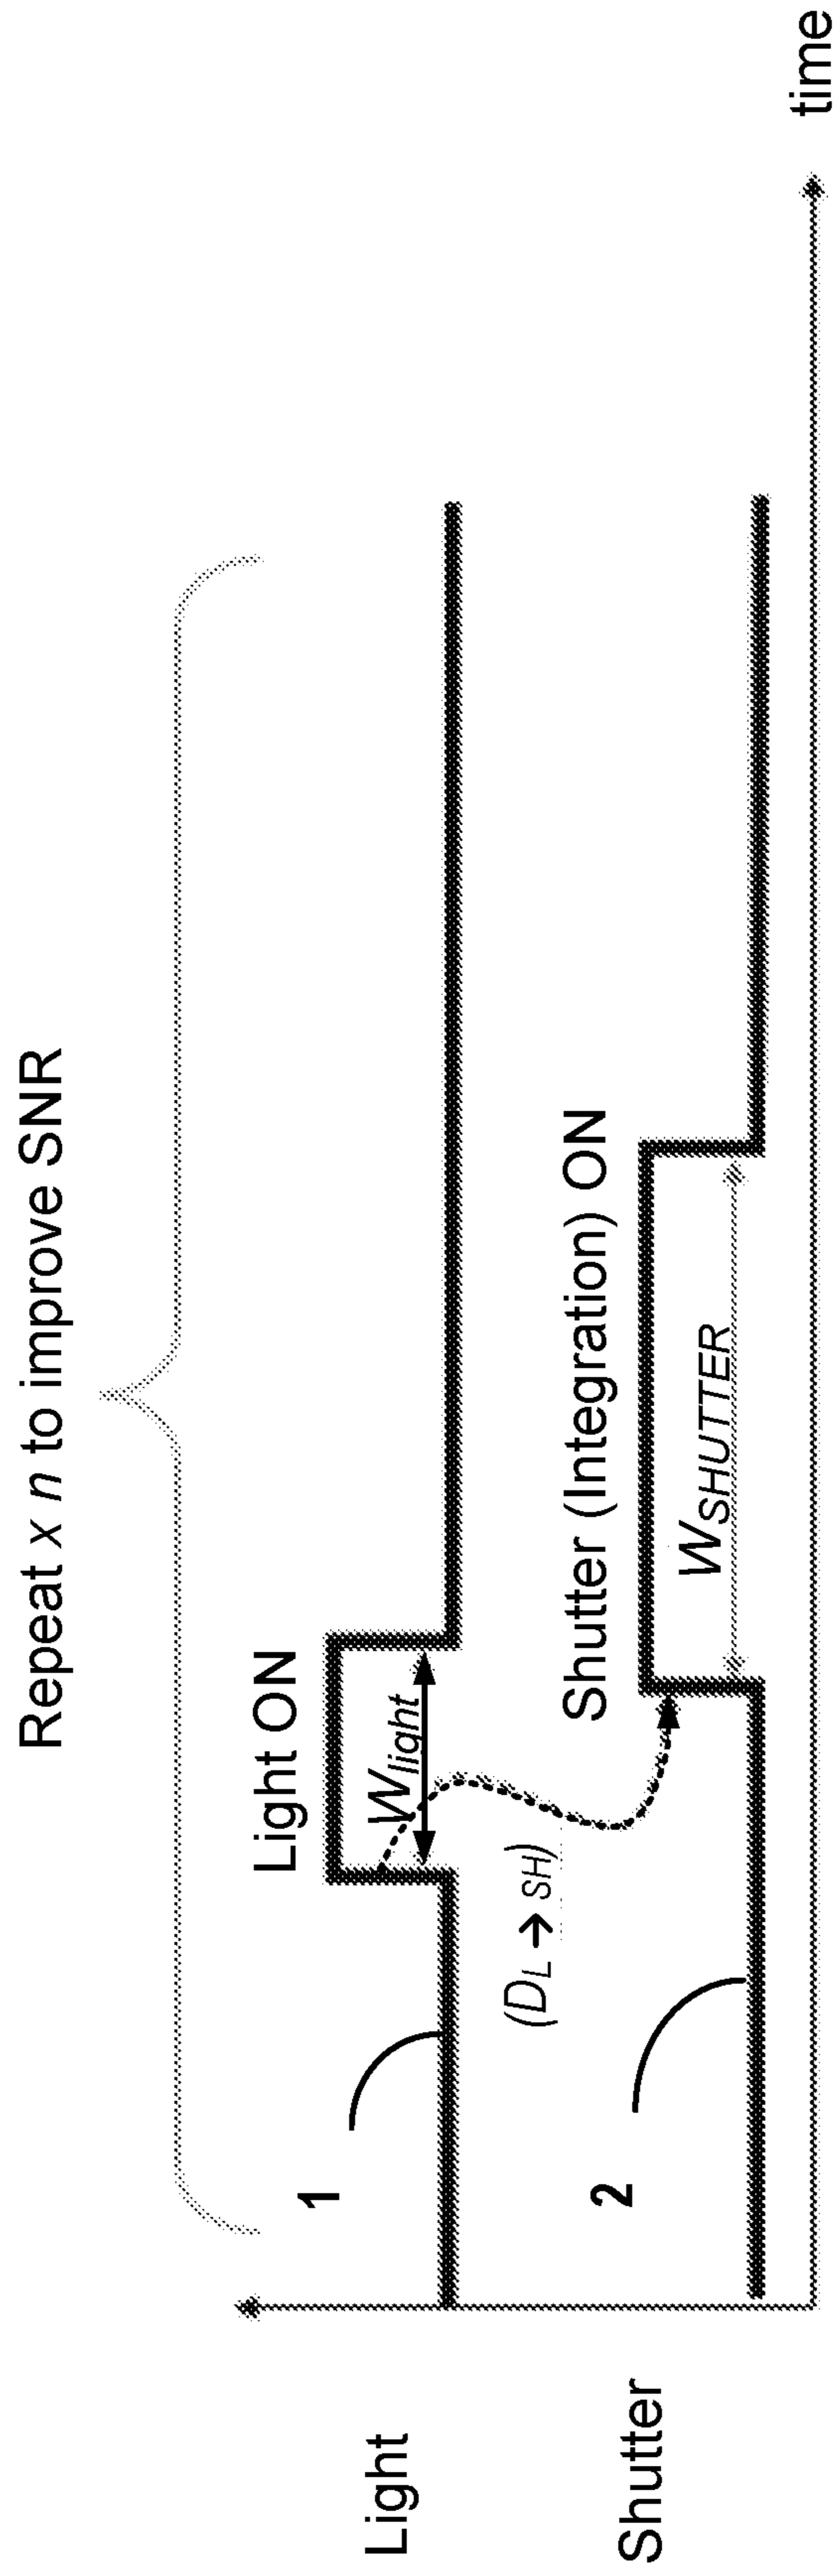 Repeat x n to improve SNR
Light ON
1
W_light
Light
(D_L → SH)
Shutter (Integration) ON
2
W_SHUTTER
Shutter
time